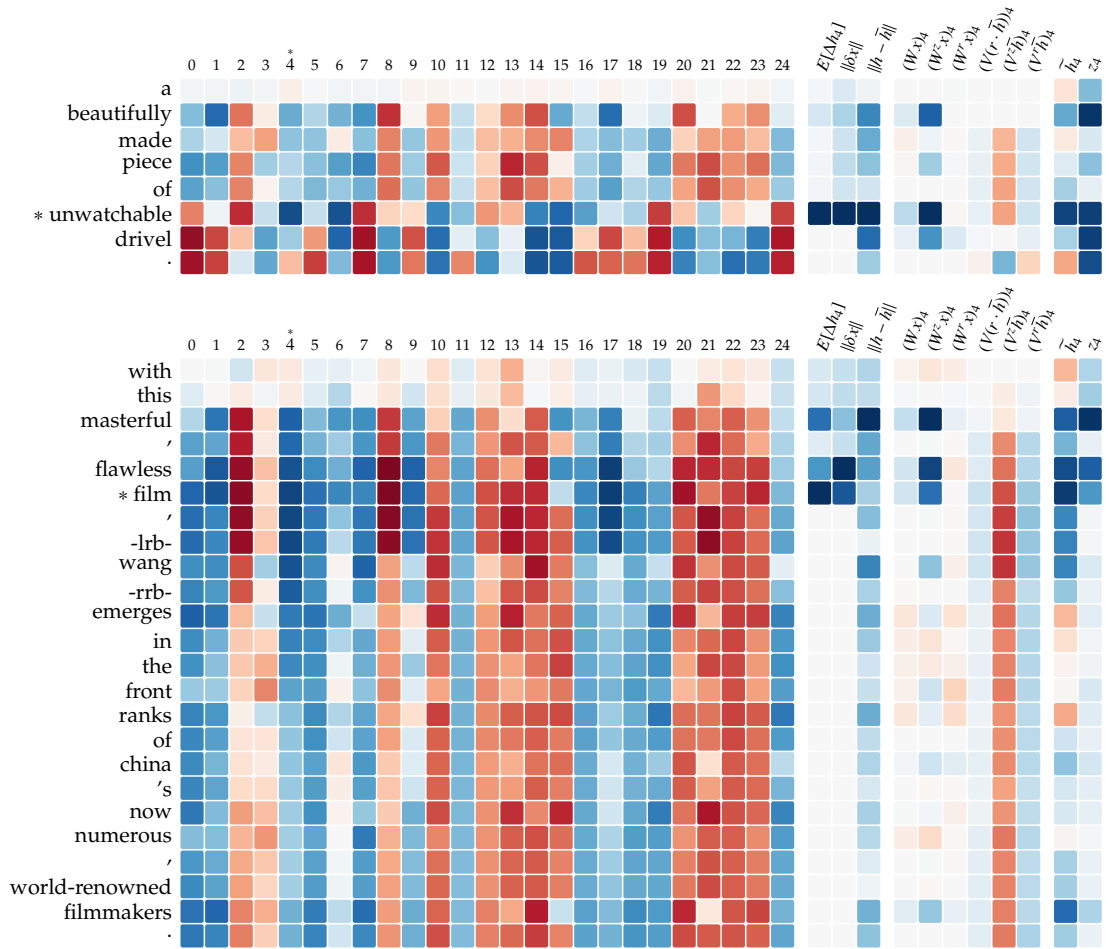 E[Δh₄] ||δx|| ||h − h̄|| (Wx)₄ (Wᶻx)₄ (Wʳx)₄ (V(r · h̄))₄ (Vᶻh̄)₄ (Vʳh̄)₄ h̃₄ z₄
*
0 1 2 3 4 5 6 7 8 9 10 11 12 13 14 15 16 17 18 19 20 21 22 23 24
a
beautifully
made
piece
of
* unwatchable
drivel
.
E[Δh₄] ||δx|| ||h − h̄|| (Wx)₄ (Wᶻx)₄ (Wʳx)₄ (V(r · h̄))₄ (Vᶻh̄)₄ (Vʳh̄)₄ h̃₄ z₄
*
0 1 2 3 4 5 6 7 8 9 10 11 12 13 14 15 16 17 18 19 20 21 22 23 24
with
this
masterful
,
flawless
* film
,
-lrb-
wang
-rrb-
emerges
in
the
front
ranks
of
china
's
now
numerous
,
world-renowned
filmmakers
.